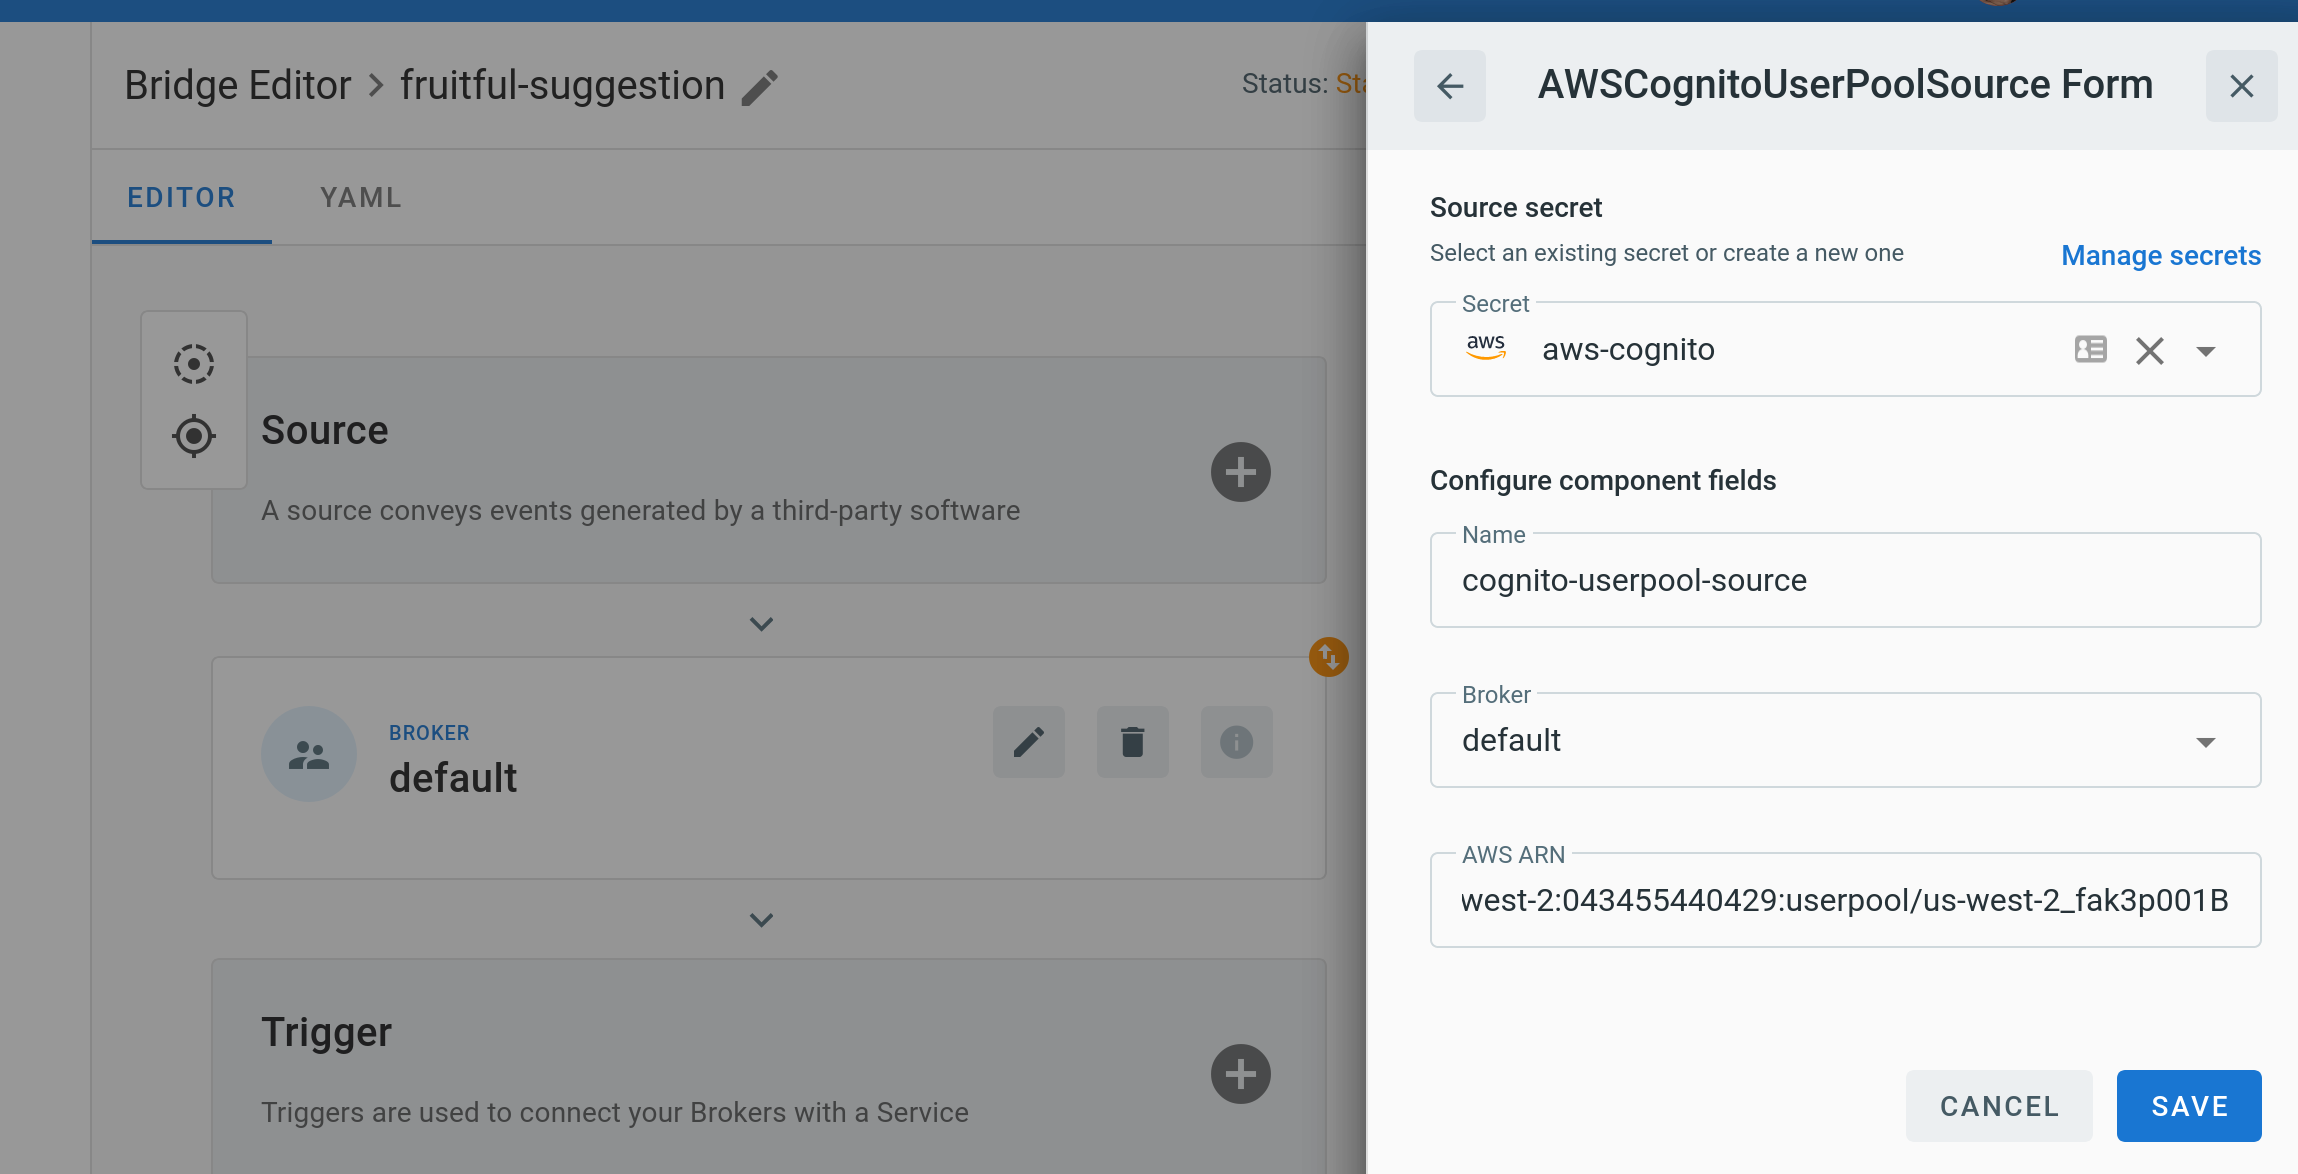 Bridge Editor > fruitful-suggestion
Status:
EDITOR YAML
Source
A source conveys events generated by a third-party software
BROKER
default
Trigger
Triggers are used to connect your Brokers with a Service
AWSCognitoUserPoolSource Form
Source secret
Select an existing secret or create a new one
Manage secrets
Secret
aws aws-cognito
Configure component fields
Name
cognito-userpool-source
Broker
default
AWS ARN
west-2:043455440429:userpool/us-west-2_fak3p001B
CANCEL SAVE